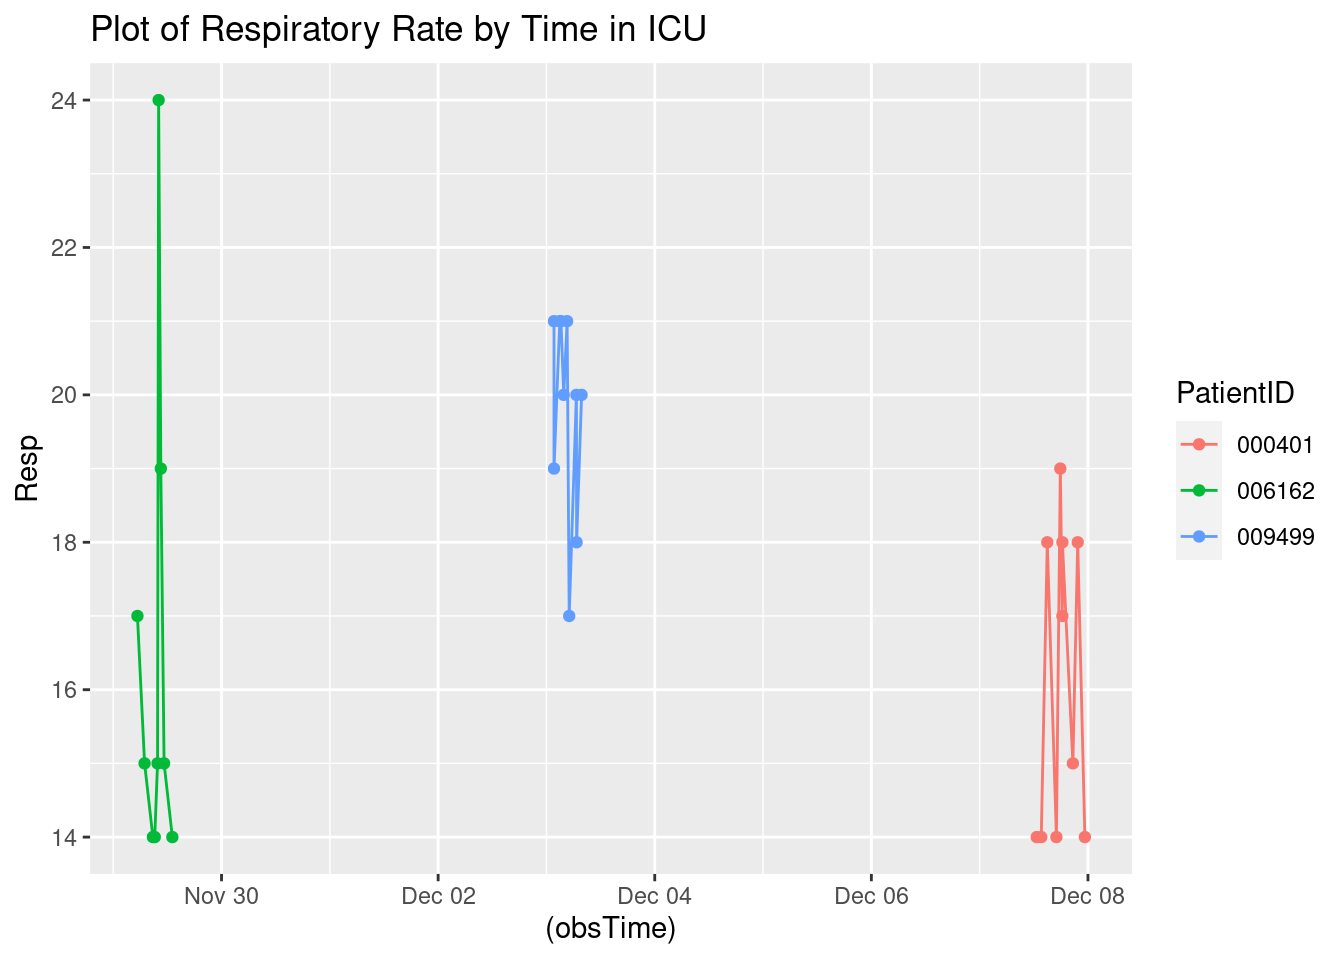 Plot of Respiratory Rate by Time in ICU
24
22
20
18
16
14
Resp
Nov 30 Dec 02 Dec 04 Dec 06 Dec 08
(obsTime)
PatientID
000401
006162
009499